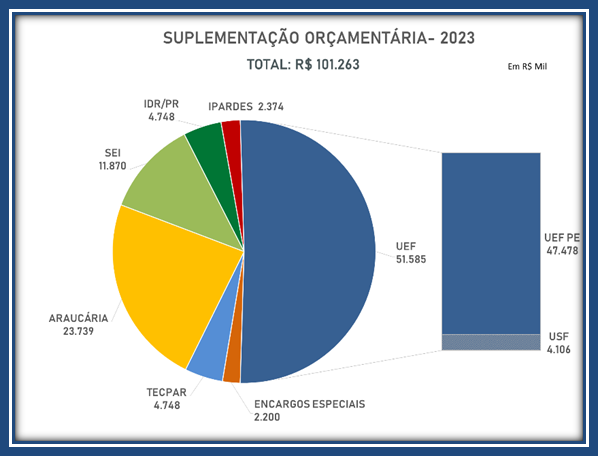 SUPLEMENTAÇÃO ORÇAMENTÁRIA- 2023
TOTAL: R$ 101.263
Em R$ Mil
IDR/PR
4.748
IPARDES 2.374
SEI
11.870
UEF
51.585
UEF PE
47.478
USF
4.106
ARAUCÁRIA
23.739
TECPAR
4.748
ENCARGOS ESPECIAIS
2.200